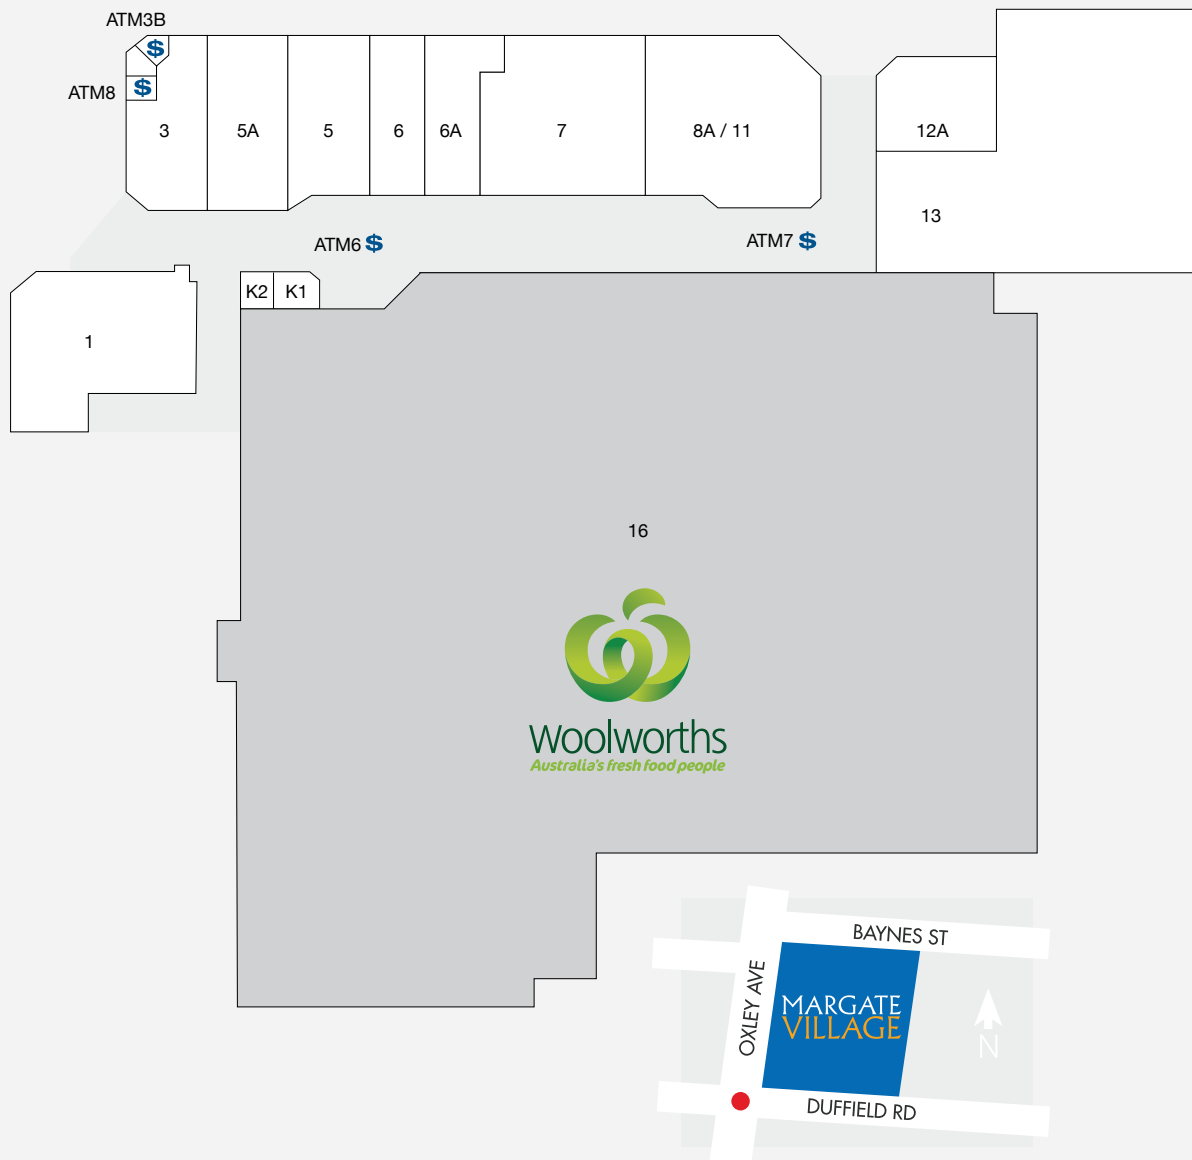 ATM3B
$
ATM8 $
3
5A
5
6
6A
7
8A / 11
12A
13
ATM6 $
ATM7 $
K2
K1
1
16
Woolworths
Australia's fresh food people
BAYNES ST
OXLEY AVE
MARGATE
VILLAGE
N
DUFFIELD RD